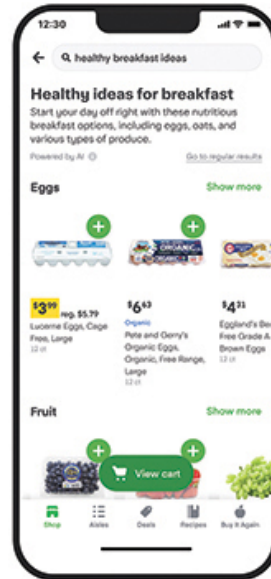 12:30
healthy breakfast ideas
Healthy ideas for breakfast
Start your day off right with these nutritious
breakfast options, including eggs, oats, and
various types of produce.
Powered by AI
Go to regular results
Eggs
Show more
ORGANIC
$3.99 reg. $5.79
Lucerne Eggs, Cage
Free, Large
12 ct
$6.63
Organic
Pete and Gerry's
Organic Eggs,
Organic, Free Range,
Large
12 ct
$4.31
Eggland's Bes
Free Grade A
Brown Eggs
12 ct
Fruit
Show more
View cart
Shop
Aisles
Deals
Recipes
Buy It Again